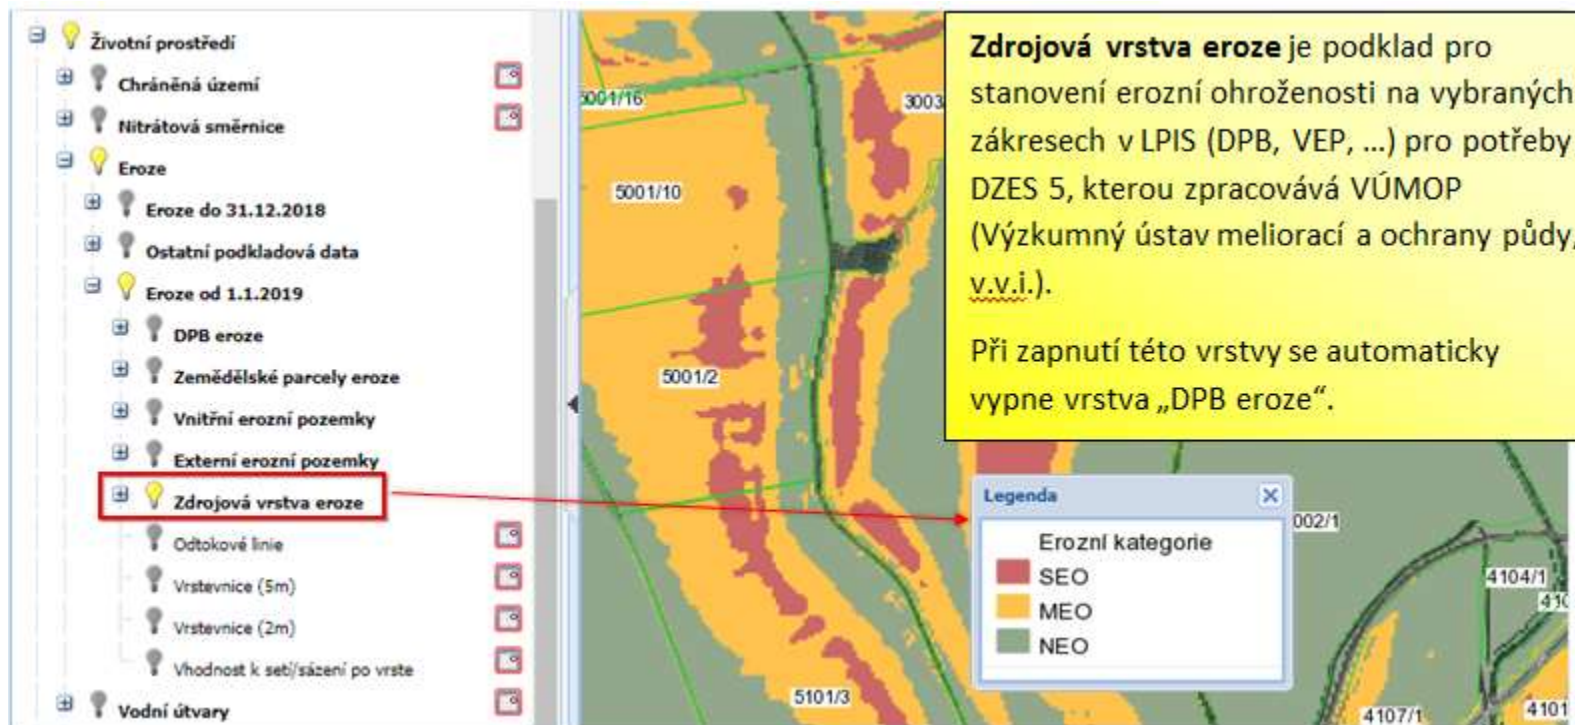 Životní prostředí
Chráněná území
Nitrátová směrnice
Eroze
Eroze do 31.12.2018
Ostatní podkladová data
Eroze od 1.1.2019
DPB eroze
Zemědělské parcely eroze
Vnitřní erozní pozemky
Externí erozní pozemky
Zdrojová vrstva eroze
Odtokové linie
Vrstevnice (5m)
Vrstevnice (2m)
Vhodnost k setí/sázení po vrste
Vodní útvary
5001/16
3003
5001/10
5001/2
5101/3
Zdrojová vrstva eroze je podklad pro
stanovení erozní ohroženosti na vybraných
zákresech v LPIS (DPB, VEP, ...) pro potřeby
DZES 5, kterou zpracovává VÚMOP
(Výzkumný ústav meliorací a ochrany půdy,
v.v.i.).
Při zapnutí této vrstvy se automaticky
vypne vrstva „DPB eroze“.
Legenda
Erozní kategorie
SEO
MEO
NEO
002/1
4104/1
410
4107/1
4101